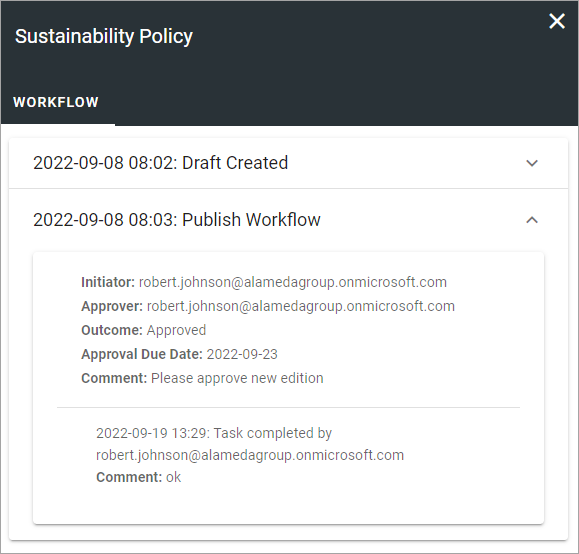 Sustainability Policy
WORKFLOW
2022-09-08 08:02: Draft Created
2022-09-08 08:03: Publish Workflow
Initiator: robert.johnson@alamedagroup.onmicrosoft.com
Approver: robert.johnson@alamedagroup.onmicrosoft.com
Outcome: Approved
Approval Due Date: 2022-09-23
Comment: Please approve new edition
2022-09-19 13:29: Task completed by
robert.johnson@alamedagroup.onmicrosoft.com
Comment: ok